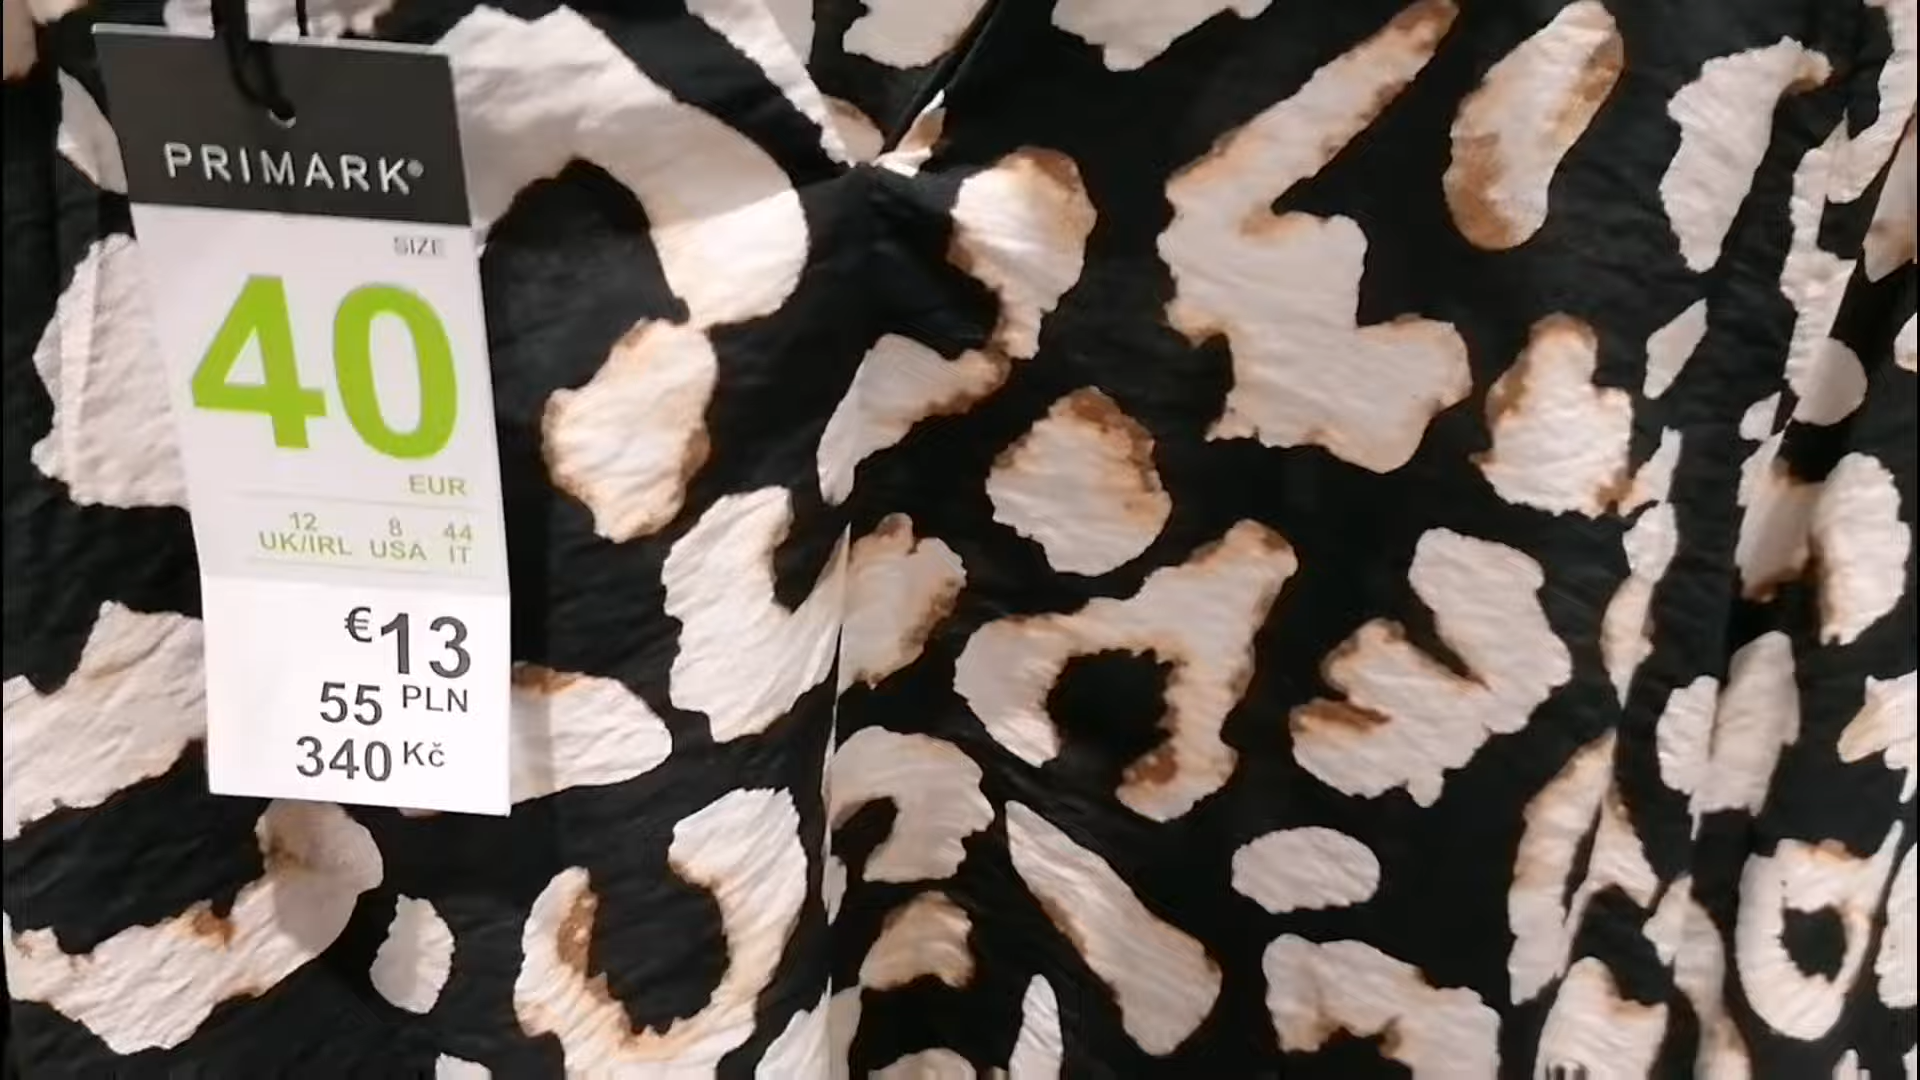 PRIMARK®
SIZE
40
EUR
12 8 44
UK/IRL USA IT
€13
55 PLN
340 Kč